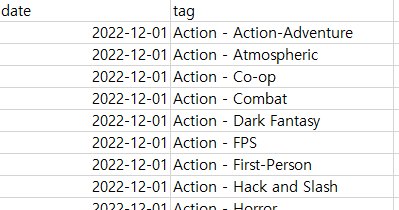 date tag
2022-12-01 Action - Action-Adventure
2022-12-01 Action - Atmospheric
2022-12-01 Action - Co-op
2022-12-01 Action - Combat
2022-12-01 Action - Dark Fantasy
2022-12-01 Action - FPS
2022-12-01 Action - First-Person
2022-12-01 Action - Hack and Slash
2022-12-01 Action - Horror